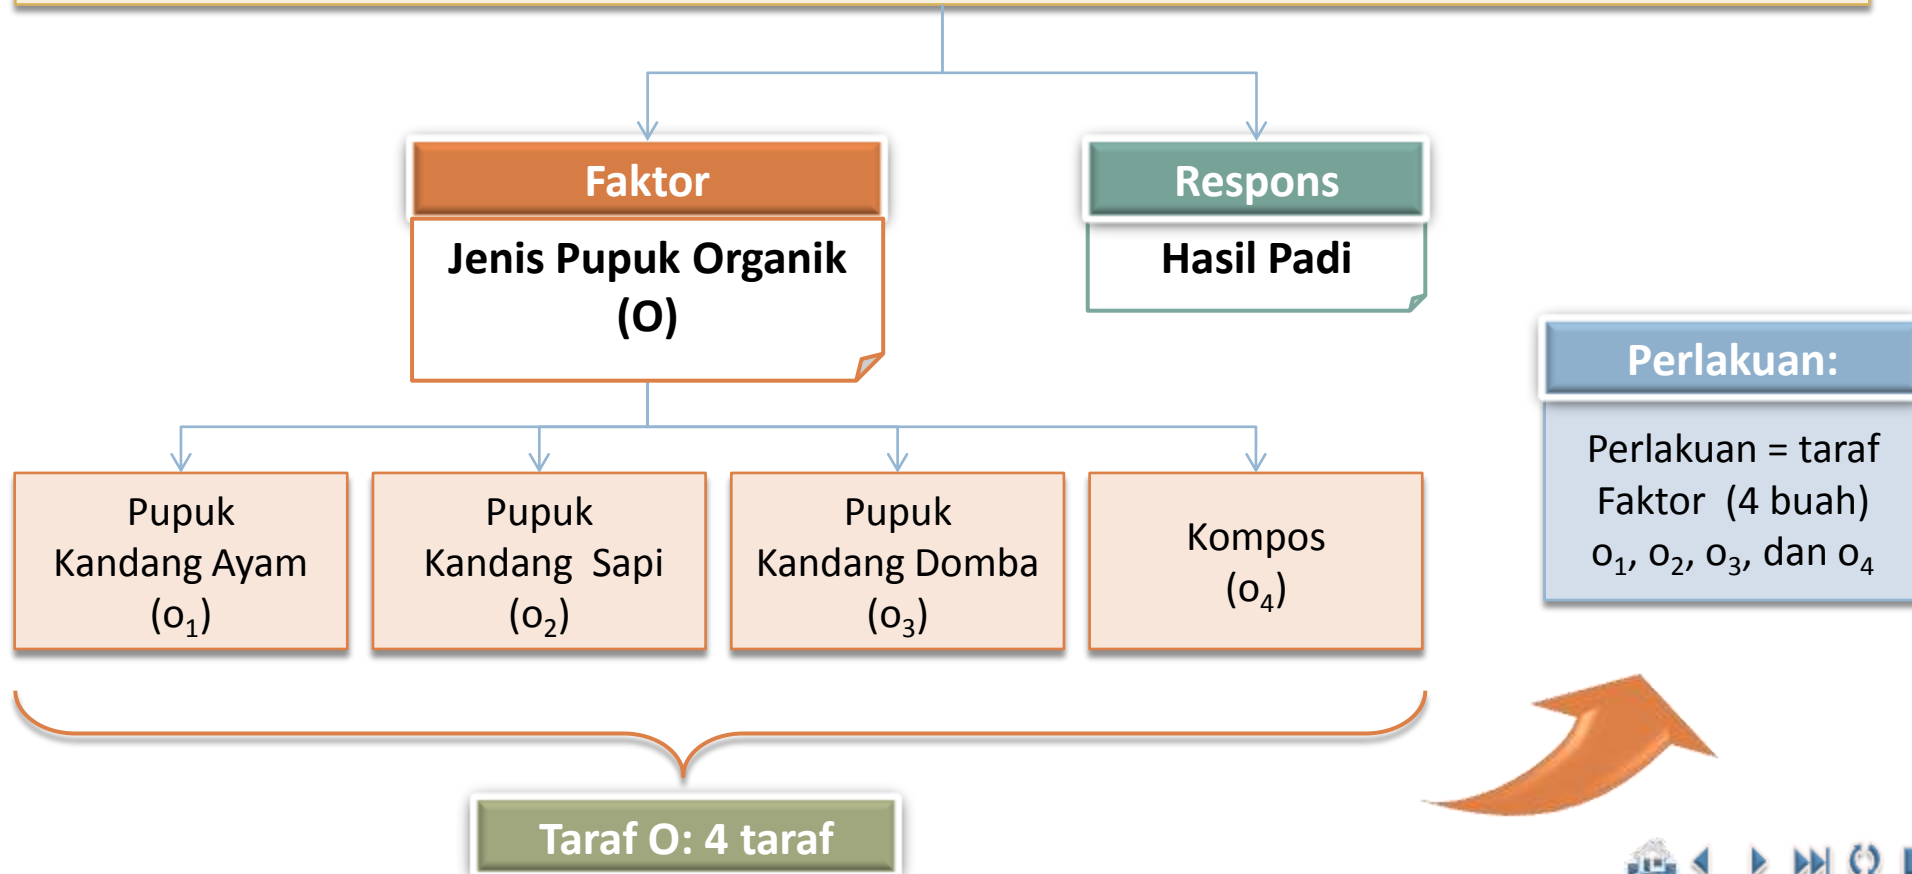 Faktor
Respons
Jenis Pupuk Organik
(O)
Hasil Padi
Perlakuan:
Perlakuan = taraf
Faktor (4 buah)
o₁, o₂, o₃, dan o₄
Pupuk
Kandang Ayam
(o₁)
Pupuk
Kandang Sapi
(o₂)
Pupuk
Kandang Domba
(o₃)
Kompos
(o₄)
Taraf O: 4 taraf